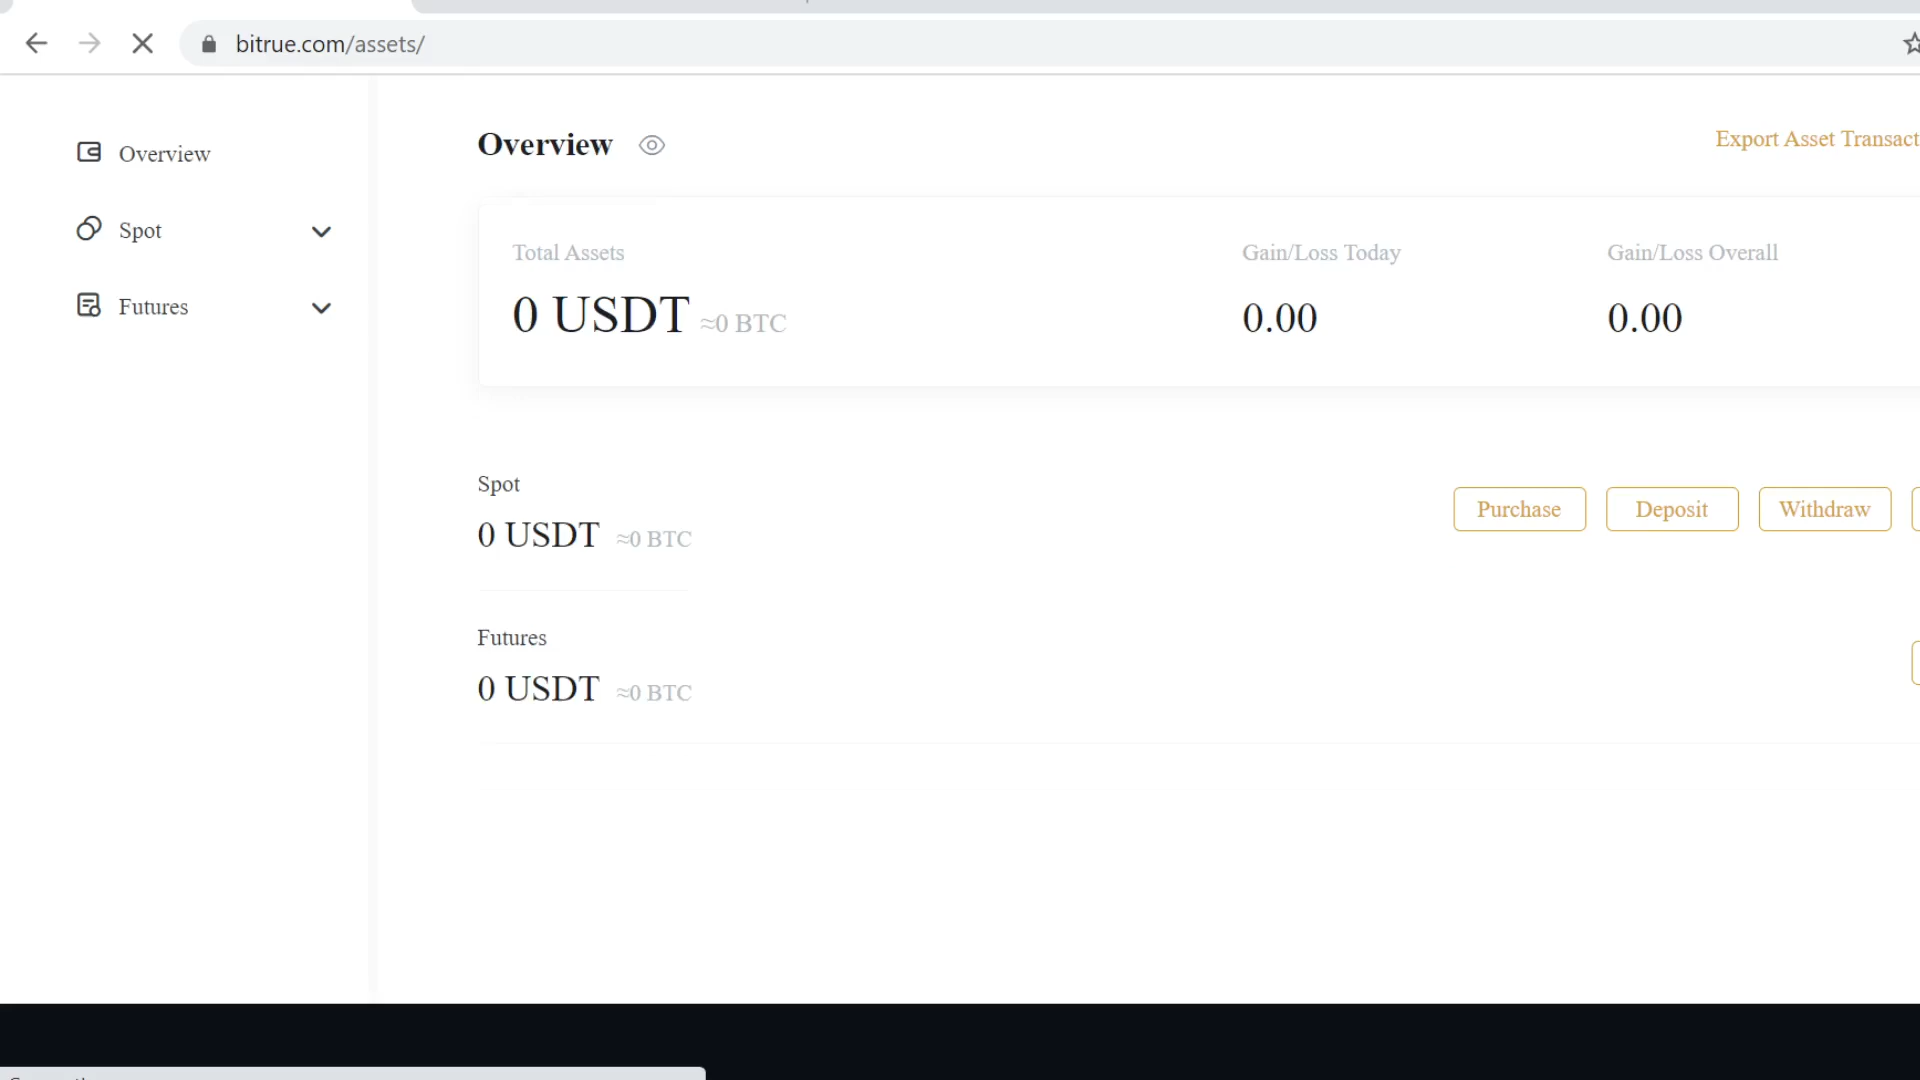 bitrue.com/assets/
Overview
Spot
Futures
Overview
Export Asset Transact
Total Assets
Gain/Loss Today
Gain/Loss Overall
0 USDT ≈0 BTC
0.00
0.00
Spot
0 USDT ≈0 BTC
Purchase
Deposit
Withdraw
Futures
0 USDT ≈0 BTC